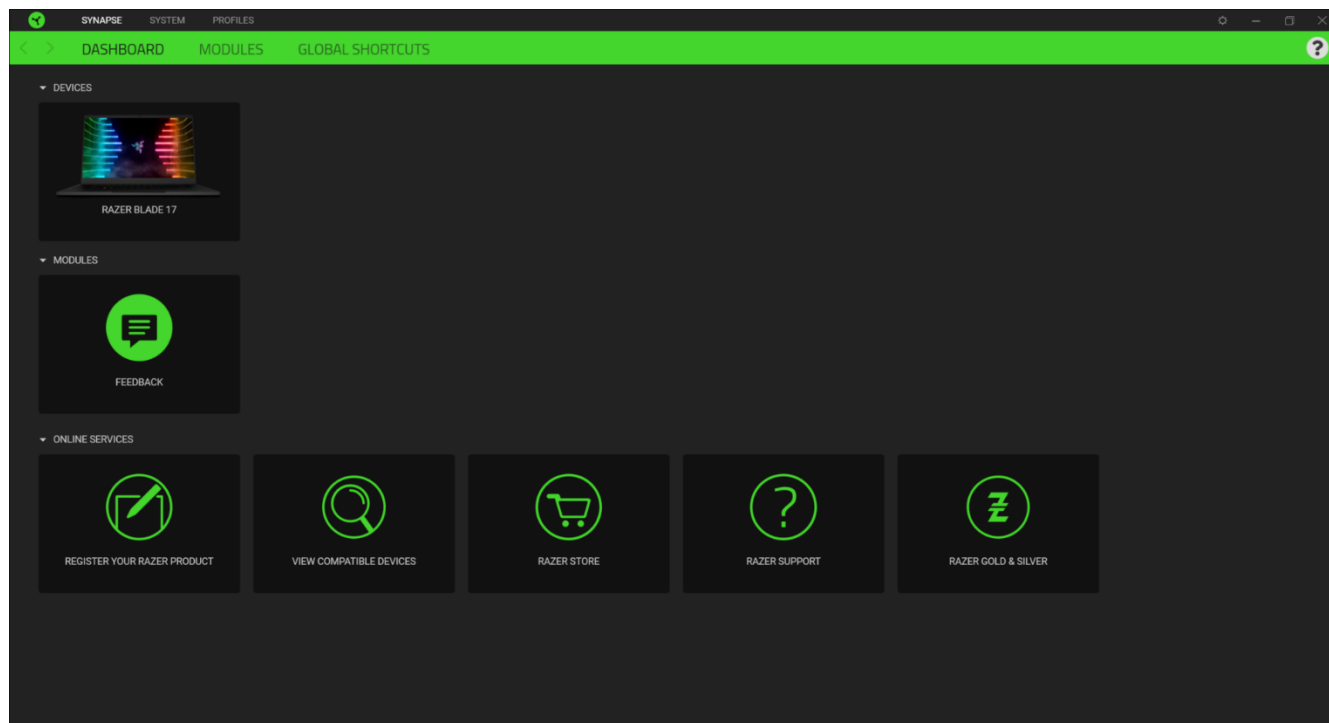 SYNAPSE SYSTEM PROFILES
DASHBOARD MODULES GLOBAL SHORTCUTS ?
DEVICES
RAZER BLADE 17
MODULES
FEEDBACK
ONLINE SERVICES
REGISTER YOUR RAZER PRODUCT VIEW COMPATIBLE DEVICES RAZER STORE RAZER SUPPORT RAZER GOLD & SILVER